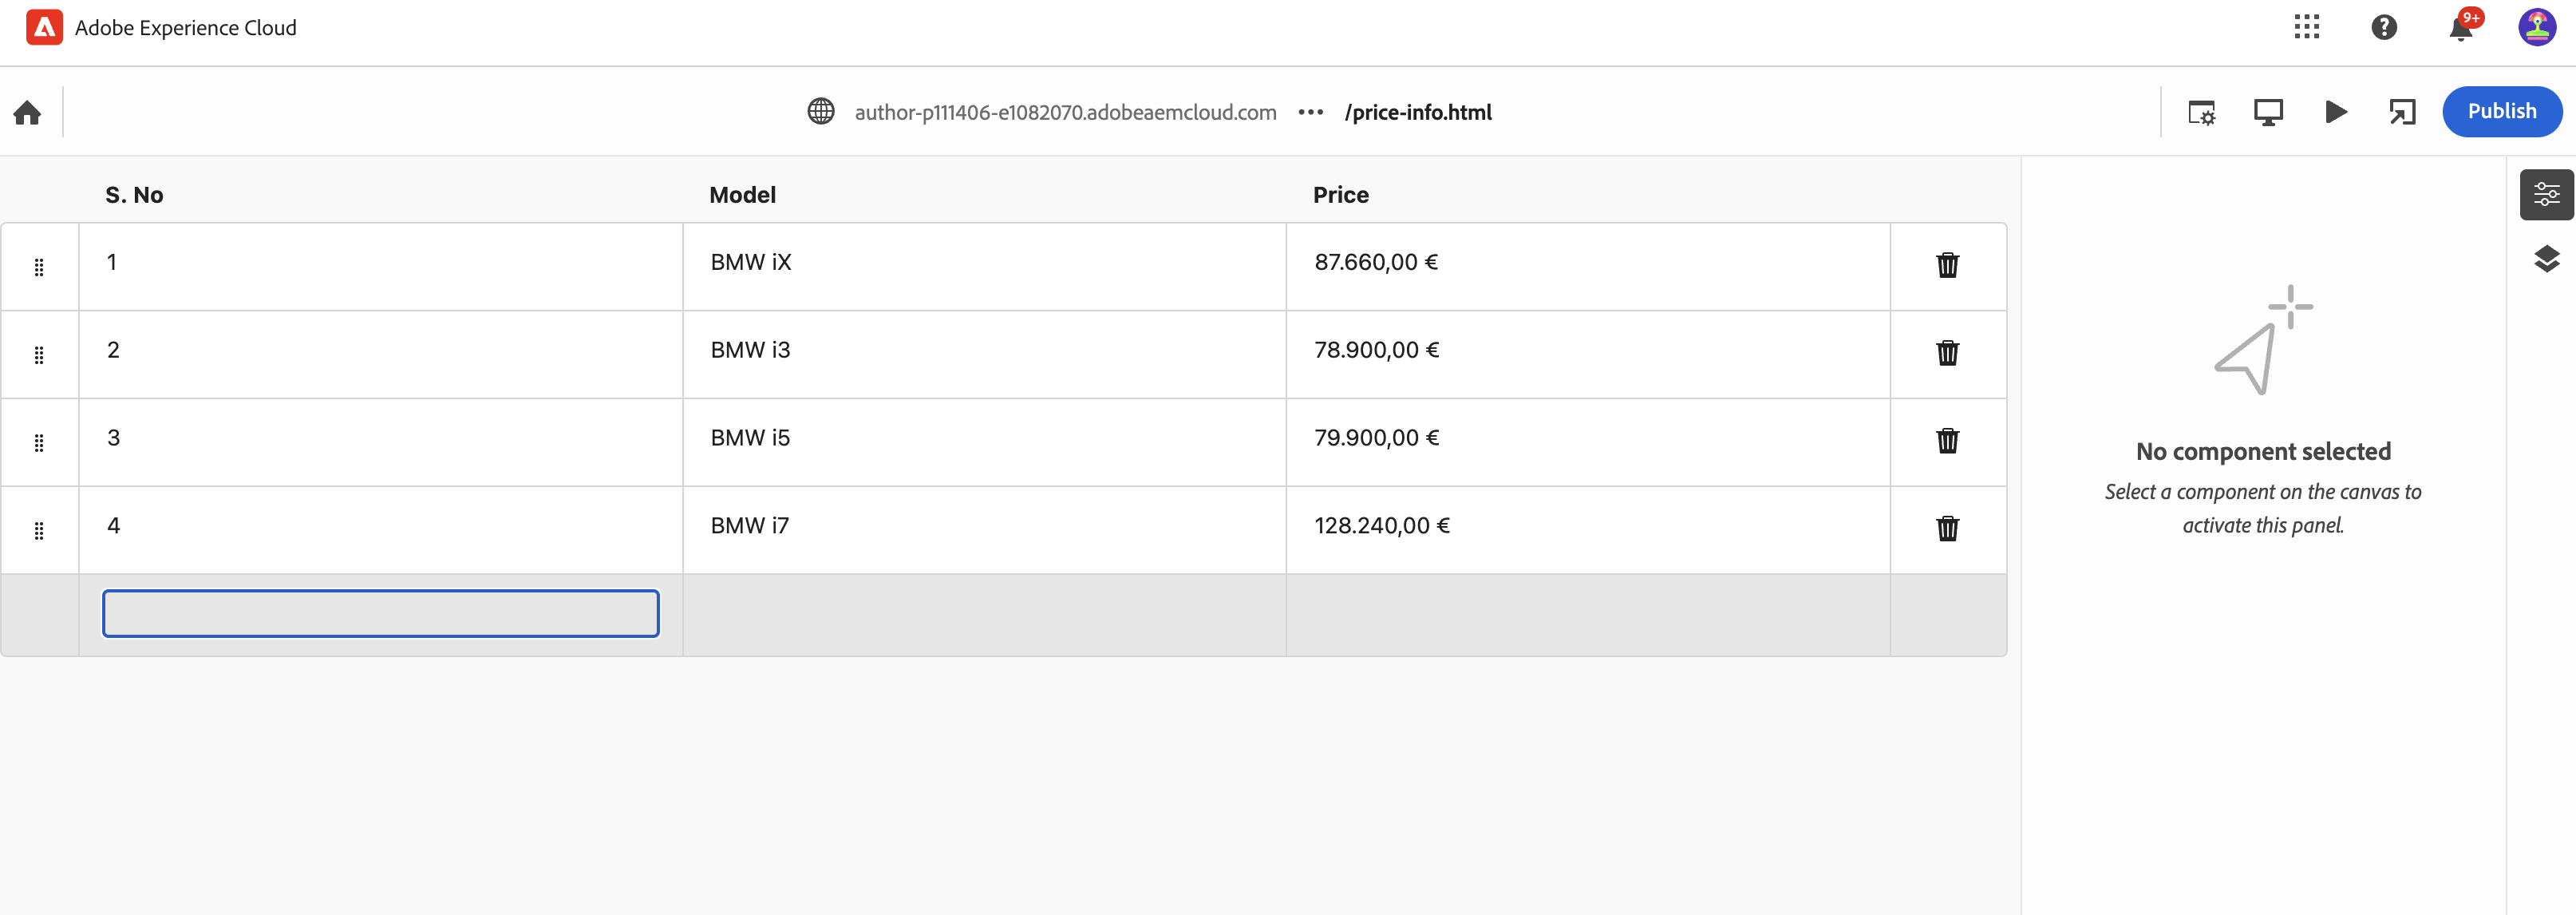 Adobe Experience Cloud
9+
author-p111406-e1082070.adobeaemcloud.com ••• /price-info.html
Publish
S. No Model Price
1 BMW iX 87.660,00 €
2 BMW i3 78.900,00 €
3 BMW i5 79.900,00 €
4 BMW i7 128.240,00 €
No component selected
Select a component on the canvas to
activate this panel.